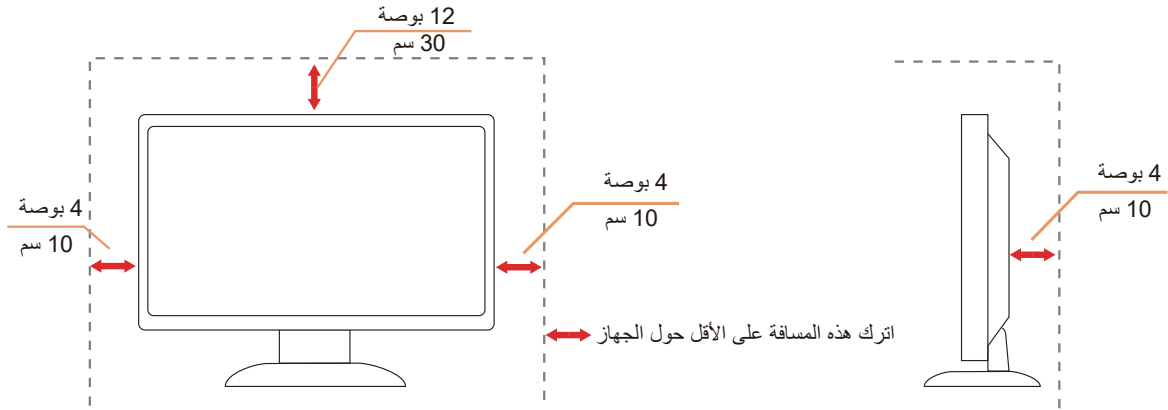 12 بوصة
30 سم
4 بوصة
10 سم
4 بوصة
10 سم
4 بوصة
10 سم
اترك هذه المسافة على الأقل حول الجهاز